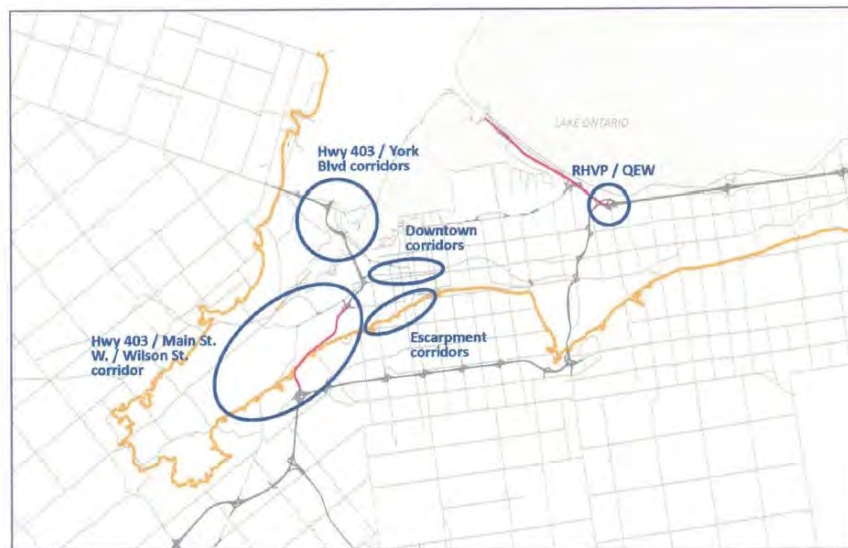 LAKE ONTARIO
Hwy 403 / York
Blvd corridors
RHVP / QEW
Downtown
corridors
Hwy 403 / Main St.
W. / Wilson St.
corridor
Escarpment
corridors